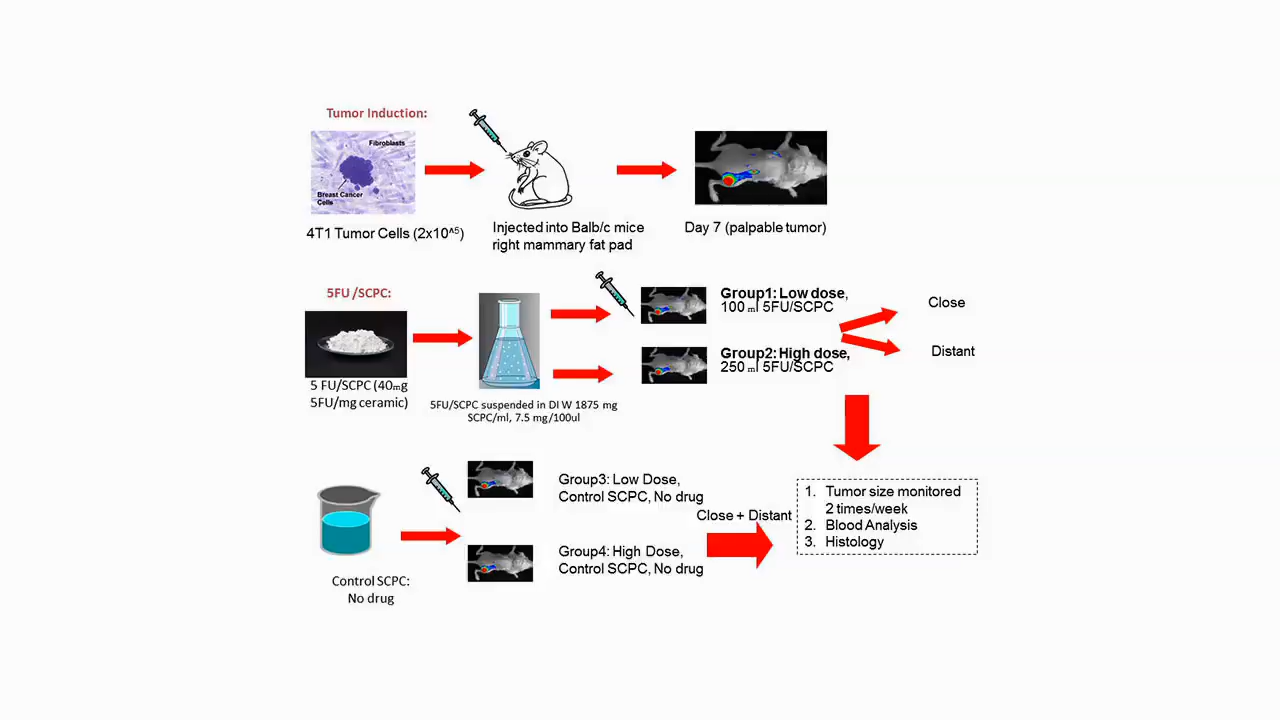 Tumor Induction:
Fibroblasts
Breast Cancer
Cells
4T1 Tumor Cells (2x10^5)
Injected into Balb/c mice
right mammary fat pad
Day 7 (palpable tumor)
5FU /SCPC:
5 FU/SCPC (40mg
5FU/mg ceramic)
5FU/SCPC suspended in DI W 1875 mg
SCPC/ml, 7.5 mg/100ul
Group1: Low dose,
100 ml 5FU/SCPC
Group2: High dose,
250 ml 5FU/SCPC
Close
Distant
Control SCPC:
No drug
Group3: Low Dose,
Control SCPC, No drug
Group4: High Dose,
Control SCPC, No drug
Close + Distant
1. Tumor size monitored
2 times/week
2. Blood Analysis
3. Histology